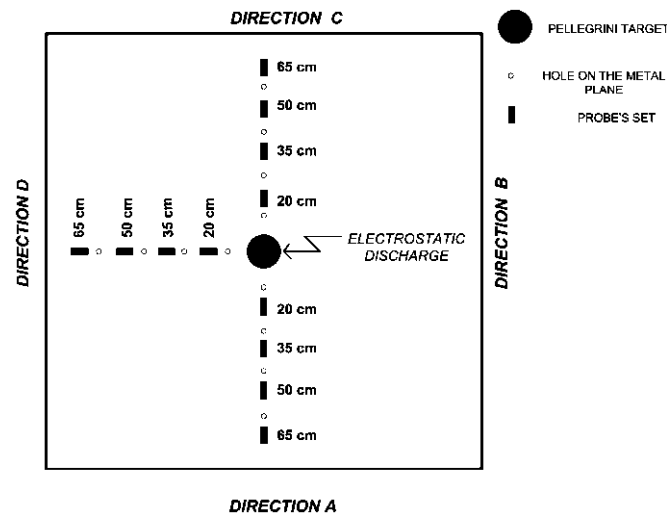 DIRECTION C
PELLEGRINI TARGET
HOLE ON THE METAL
PLANE
PROBE'S SET
65 cm
50 cm
35 cm
20 cm
DIRECTION D
65 cm
50 cm
35 cm
20 cm
ELECTROSTATIC
DISCHARGE
DIRECTION B
20 cm
35 cm
50 cm
65 cm
DIRECTION A